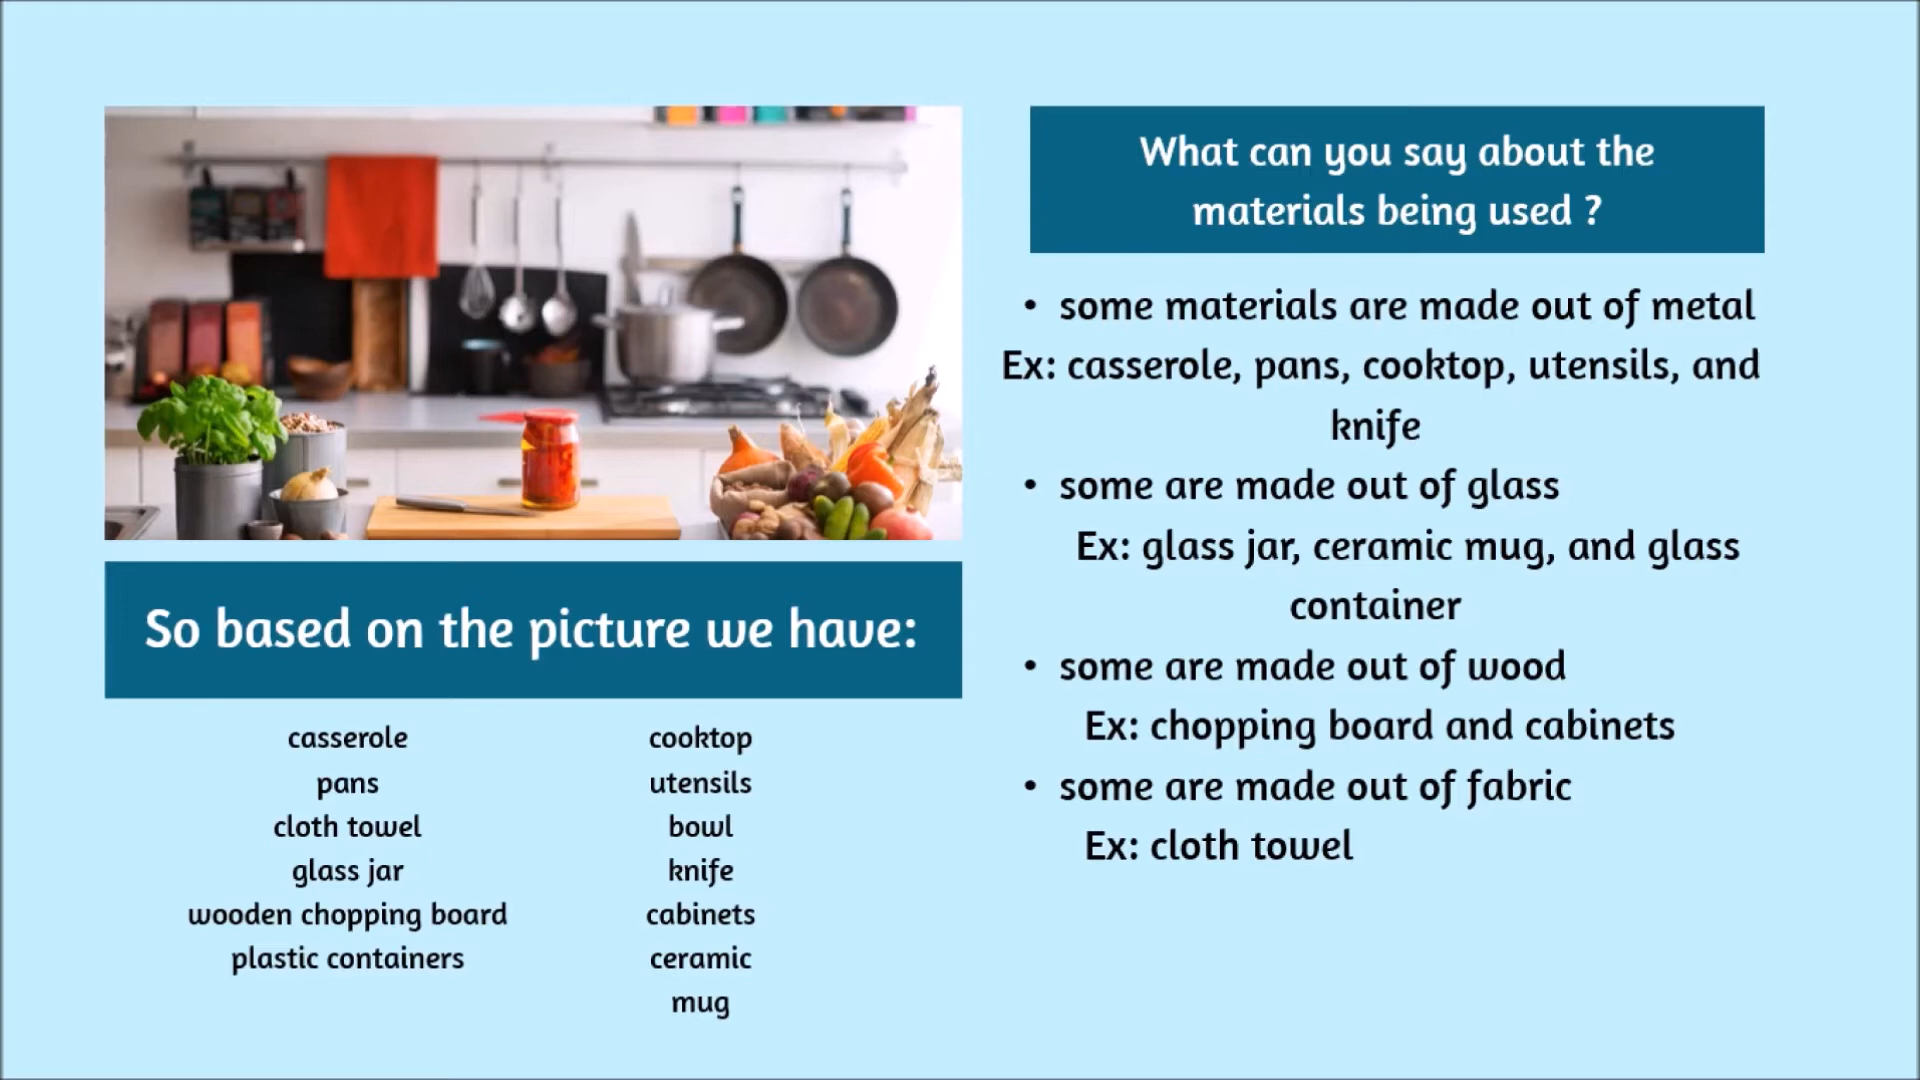 So based on the picture we have:
casserole
pans
cloth towel
glass jar
wooden chopping board
plastic containers
cooktop
utensils
bowl
knife
cabinets
ceramic
mug
What can you say about the
materials being used ?
• some materials are made out of metal
Ex: casserole, pans, cooktop, utensils, and
knife
• some are made out of glass
Ex: glass jar, ceramic mug, and glass
container
• some are made out of wood
Ex: chopping board and cabinets
• some are made out of fabric
Ex: cloth towel